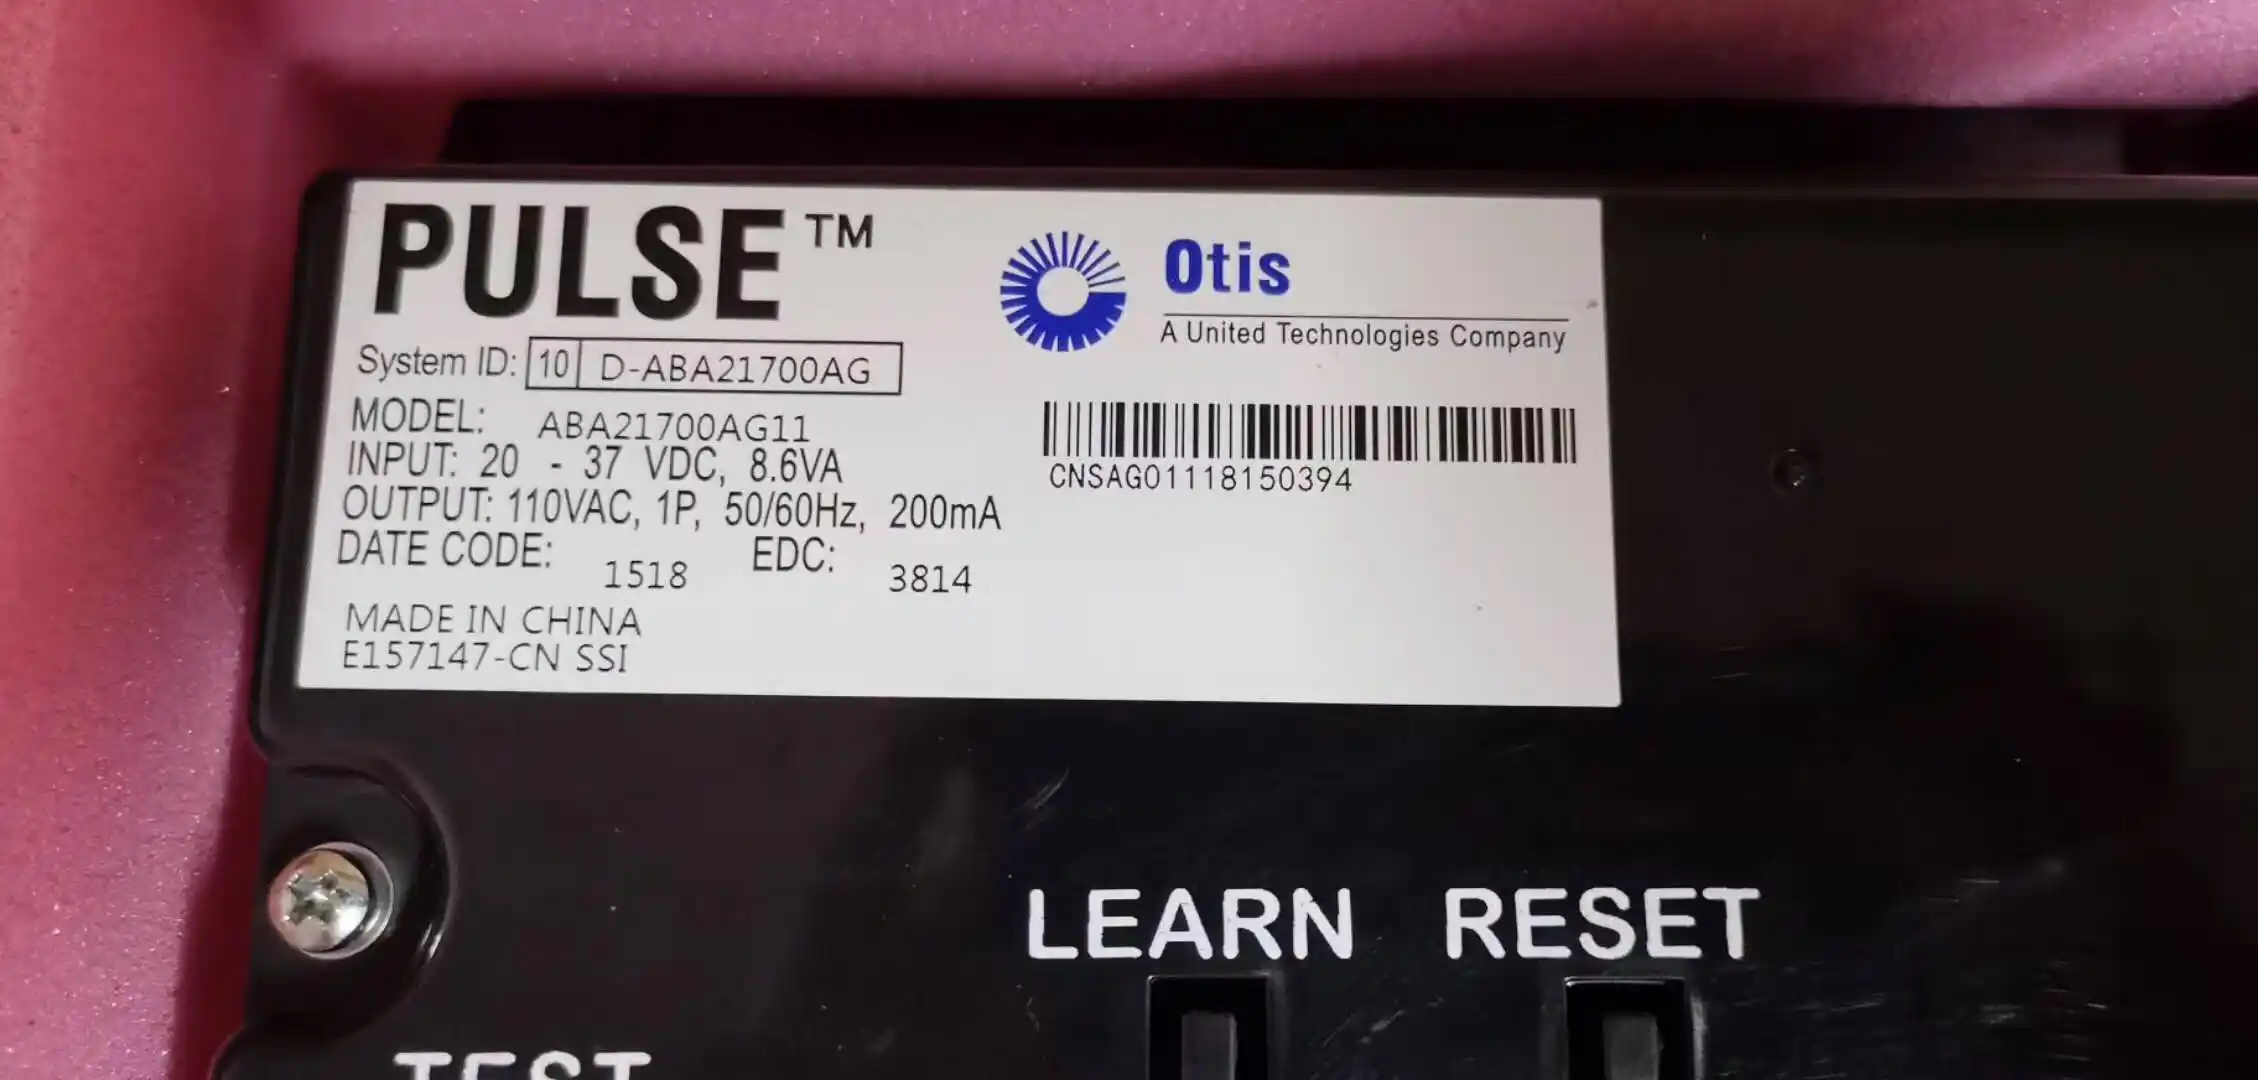 PULSE™
Otis
A United Technologies Company
System ID: 10 D-ABA21700AG
MODEL: ABA21700AG11
INPUT: 20 - 37 VDC, 8.6VA
OUTPUT: 110VAC, 1P, 50/60Hz, 200mA
DATE CODE: 1518 EDC: 3814
MADE IN CHINA
E157147-CN SSI
CNSAG01118150394
LEARN RESET
TEST